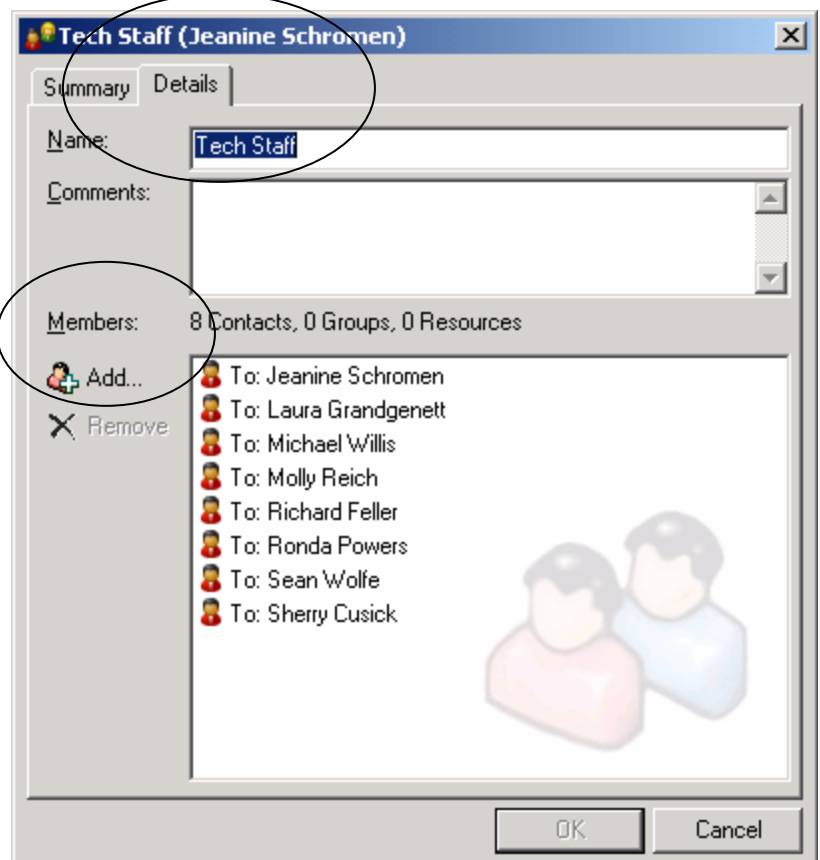 Tech Staff (Jeanine Schromen)
Summary Details
Name: Tech Staff
Comments:
Members: 8 Contacts, 0 Groups, 0 Resources
Add...
Remove
To: Jeanine Schromen
To: Laura Grandgenett
To: Michael Willis
To: Molly Reich
To: Richard Feller
To: Ronda Powers
To: Sean Wolfe
To: Sherry Cusick
OK Cancel